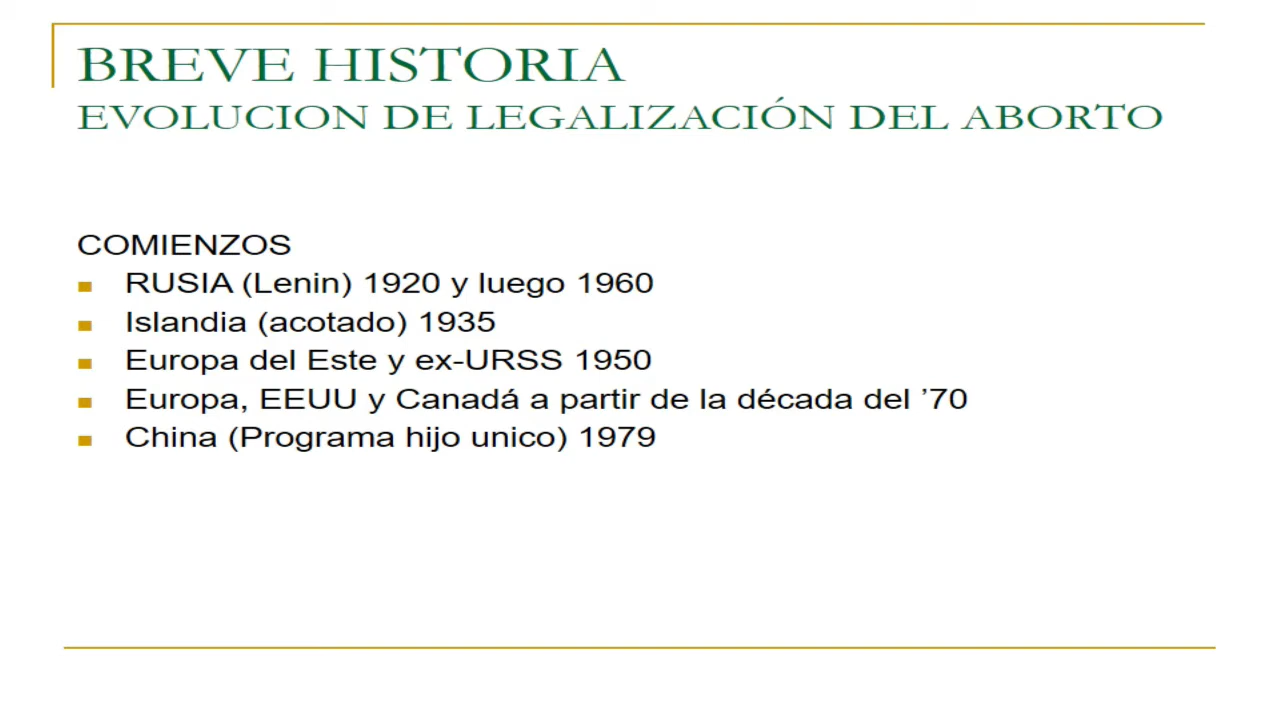 BREVE HISTORIA
EVOLUCION DE LEGALIZACIÓN DEL ABORTO
COMIENZOS
RUSIA (Lenin) 1920 y luego 1960
Islandia (acotado) 1935
Europa del Este y ex-URSS 1950
Europa, EEUU y Canadá a partir de la década del ’70
China (Programa hijo unico) 1979